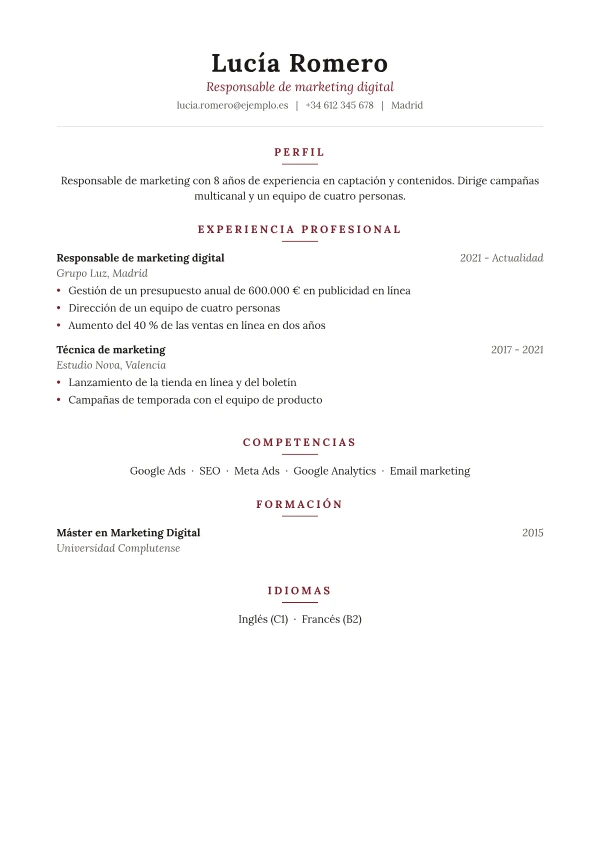 Lucía Romero
Responsable de marketing digital
lucia.romero@ejemplo.es | +34 612 345 678 | Madrid
PERFIL
Responsable de marketing con 8 años de experiencia en captación y contenidos. Dirige campañas
multicanal y un equipo de cuatro personas.
EXPERIENCIA PROFESIONAL
Responsable de marketing digital 2021 - Actualidad
Grupo Luz, Madrid
• Gestión de un presupuesto anual de 600.000 € en publicidad en línea
• Dirección de un equipo de cuatro personas
• Aumento del 40 % de las ventas en línea en dos años
Técnica de marketing 2017 - 2021
Estudio Nova, Valencia
• Lanzamiento de la tienda en línea y del boletín
• Campañas de temporada con el equipo de producto
COMPETENCIAS
Google Ads · SEO · Meta Ads · Google Analytics · Email marketing
FORMACIÓN
Máster en Marketing Digital 2015
Universidad Complutense
IDIOMAS
Inglés (C1) · Francés (B2)